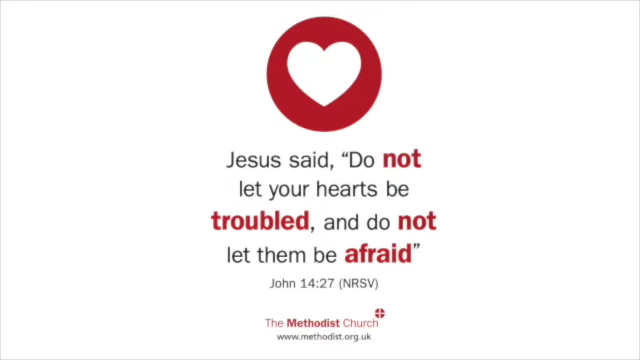 Jesus said, “Do not
let your hearts be
troubled, and do not
let them be afraid”
John 14:27 (NRSV)
The Methodist Church
www.methodist.org.uk